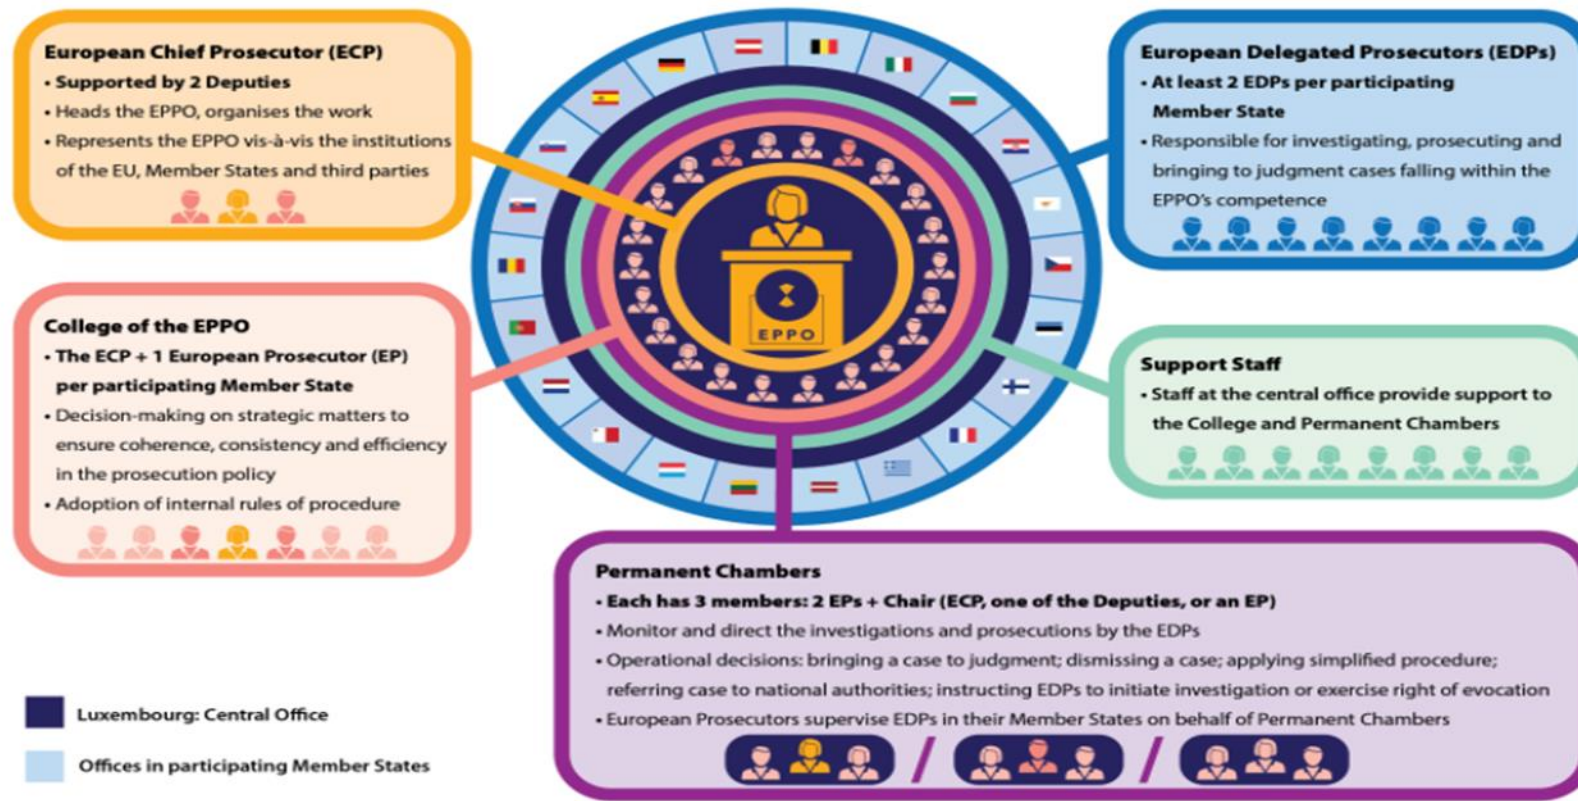 European Chief Prosecutor (ECP)
• Supported by 2 Deputies
• Heads the EPPO, organises the work
• Represents the EPPO vis-à-vis the institutions
of the EU, Member States and third parties
College of the EPPO
• The ECP + 1 European Prosecutor (EP)
per participating Member State
• Decision-making on strategic matters to
ensure coherence, consistency and efficiency
in the prosecution policy
• Adoption of internal rules of procedure
EPPO
European Delegated Prosecutors (EDPs)
• At least 2 EDPs per participating
Member State
• Responsible for investigating, prosecuting and
bringing to judgment cases falling within the
EPPO's competence
Support Staff
• Staff at the central office provide support to
the College and Permanent Chambers
Permanent Chambers
• Each has 3 members: 2 EPs + Chair (ECP, one of the Deputies, or an EP)
• Monitor and direct the investigations and prosecutions by the EDPs
• Operational decisions: bringing a case to judgment; dismissing a case; applying simplified procedure;
referring case to national authorities; instructing EDPs to initiate investigation or exercise right of evocation
• European Prosecutors supervise EDPs in their Member States on behalf of Permanent Chambers
Luxembourg: Central Office
Offices in participating Member States